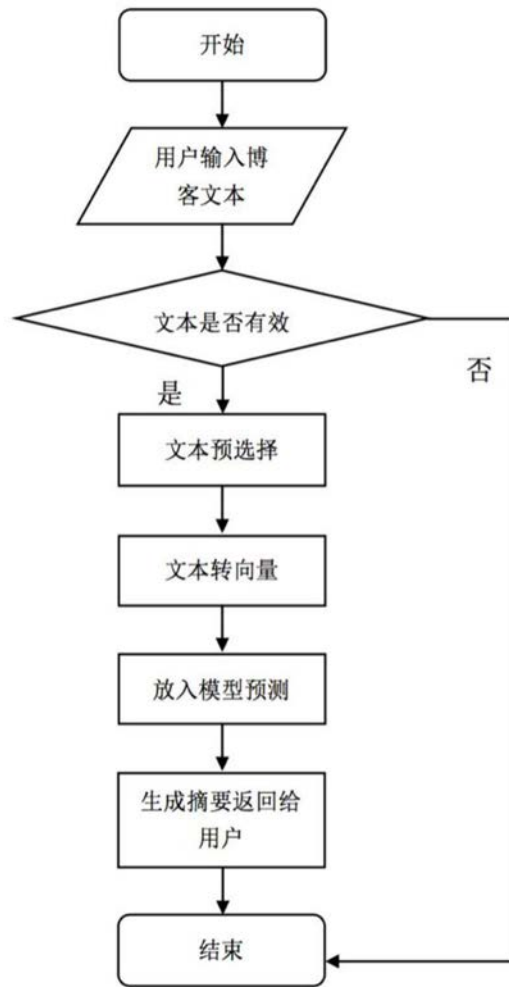 开始
用户输入博
客文本
文本是否有效
否
是
文本预选择
文本转向量
放入模型预测
生成摘要返回给
用户
结束